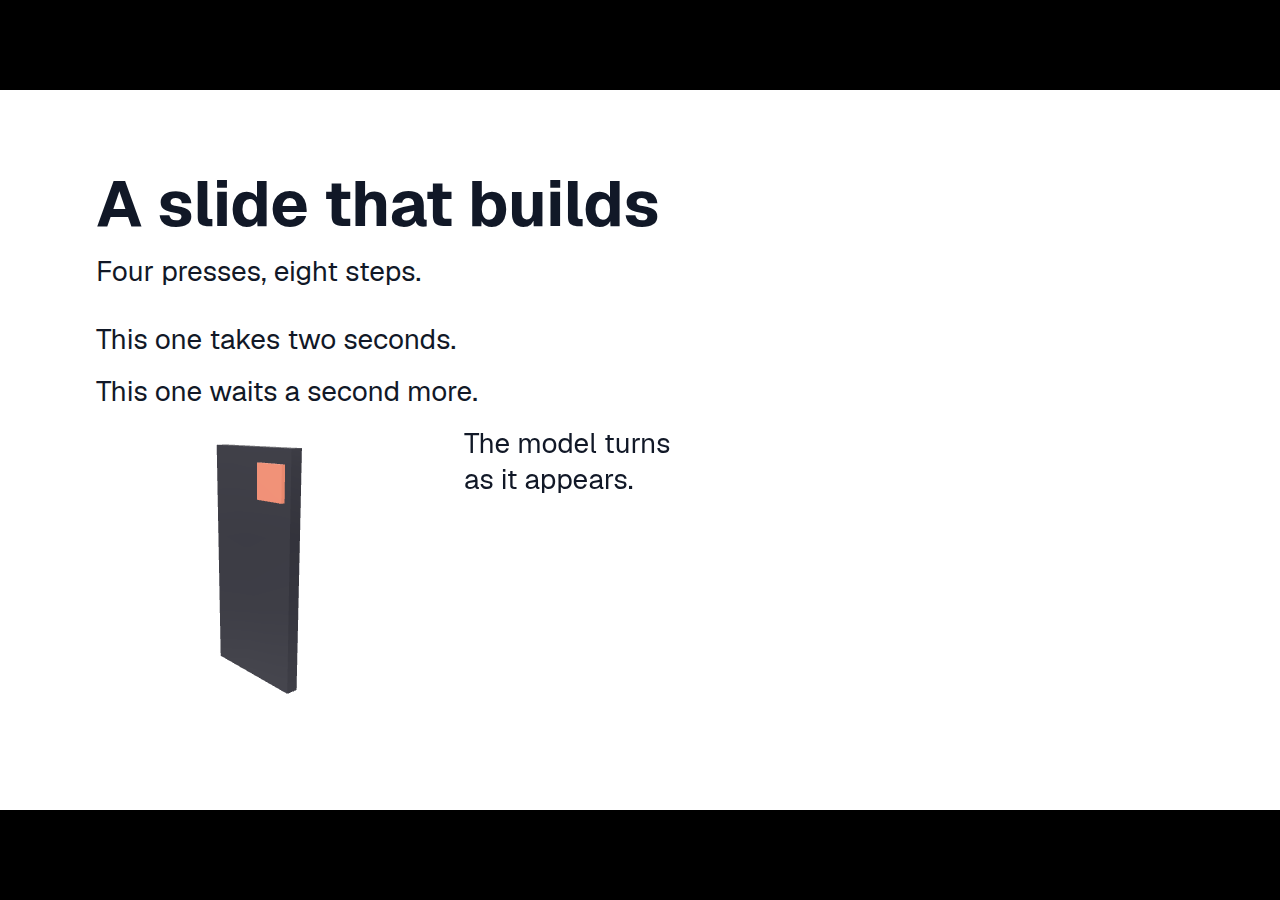 A slide that builds
Four presses, eight steps.
This one takes two seconds.
This one waits a second more.
The model turns
as it appears.